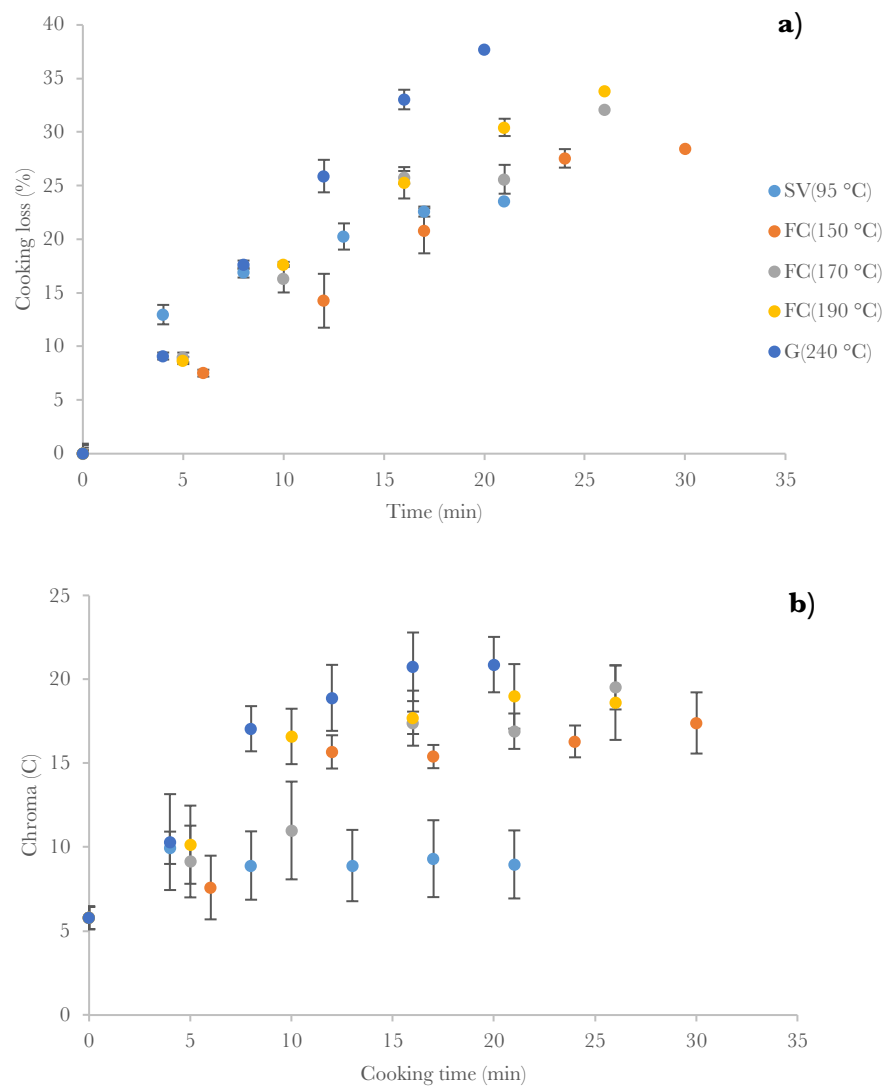 a)
40
35
30
25
20
15
10
5
0
Cooking loss (%)
0 5 10 15 20 25 30 35
Time (min)
SV(95 °C)
FC(150 °C)
FC(170 °C)
FC(190 °C)
G(240 °C)
b)
25
20
15
10
5
0
Chroma (C)
0 5 10 15 20 25 30 35
Cooking time (min)